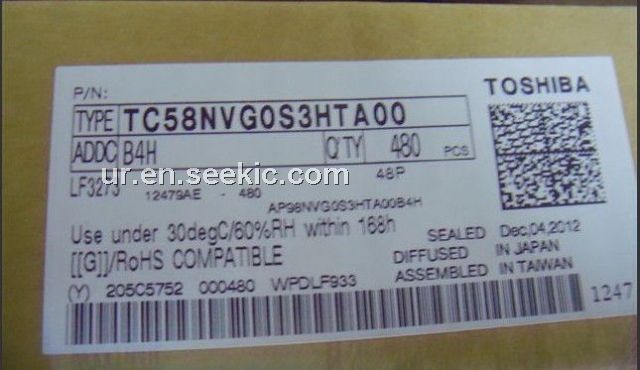 P/N:
TOSHIBA
TYPE TC58NVG0S3HTA00
ADDC B4H Q'TY 480 PCS
48P
ur.en.seekic.com
LF3273 12479AE - 480
AP98NVG0S3HTA00B4H
Use under 30degC/60%RH within 168h
SEALED Dec,04,2012
[[G]]/RoHS COMPATIBLE
DIFFUSED IN JAPAN
ASSEMBLED IN TAIWAN
(Y) 205C5752 000480 WPDLF933
1247